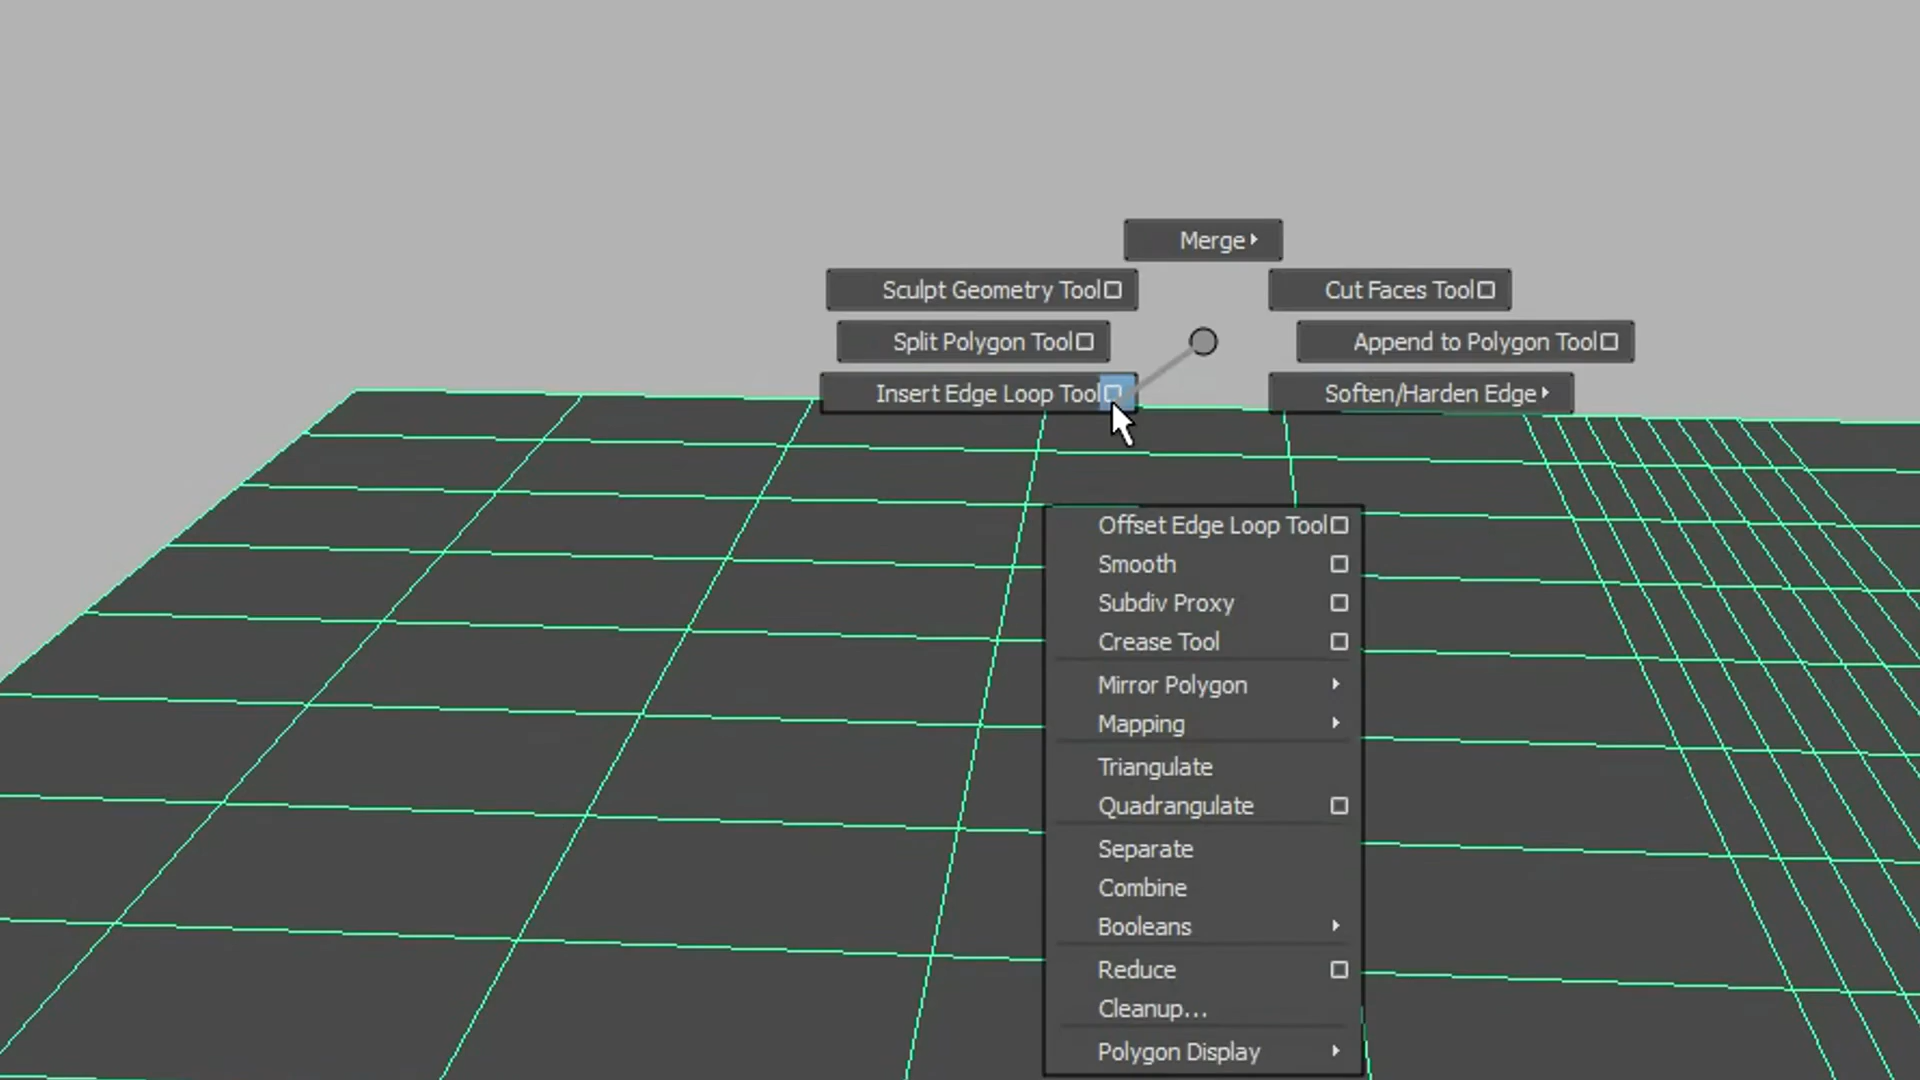 Merge
Sculpt Geometry Tool
Cut Faces Tool
Split Polygon Tool
Append to Polygon Tool
Insert Edge Loop Tool
Soften/Harden Edge
Offset Edge Loop Tool
Smooth
Subdiv Proxy
Crease Tool
Mirror Polygon
Mapping
Triangulate
Quadrangulate
Separate
Combine
Booleans
Reduce
Cleanup...
Polygon Display